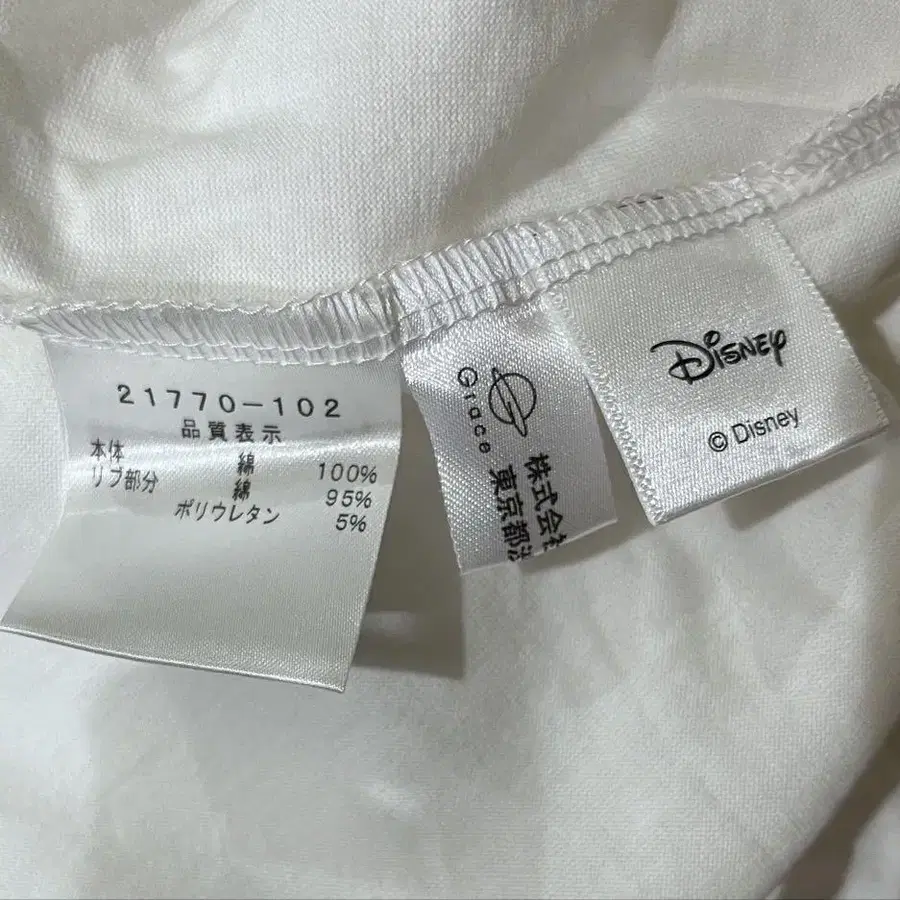 21770-102
品質表示
本体 綿 100%
リブ部分 綿 95%
ポリウレタン 5%
Grace
株式会社
東京都渋
Disney
© Disney